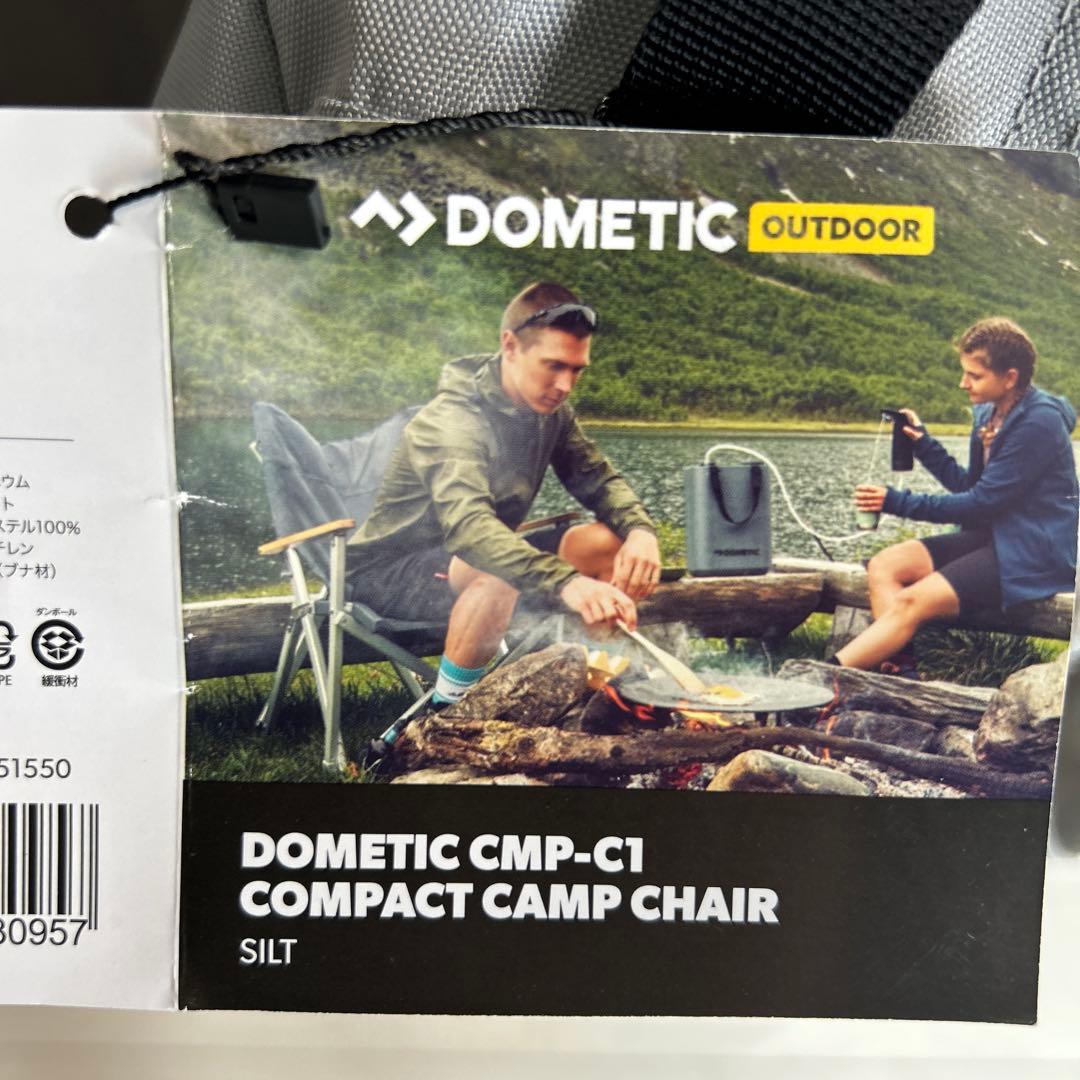 DOMETIC OUTDOOR
DOMETIC
ウム
ト
ステル100%
チレン
(ブナ材)
ダンボール
PE
緩衝材
51550
30957
DOMETIC CMP-C1
COMPACT CAMP CHAIR
SILT